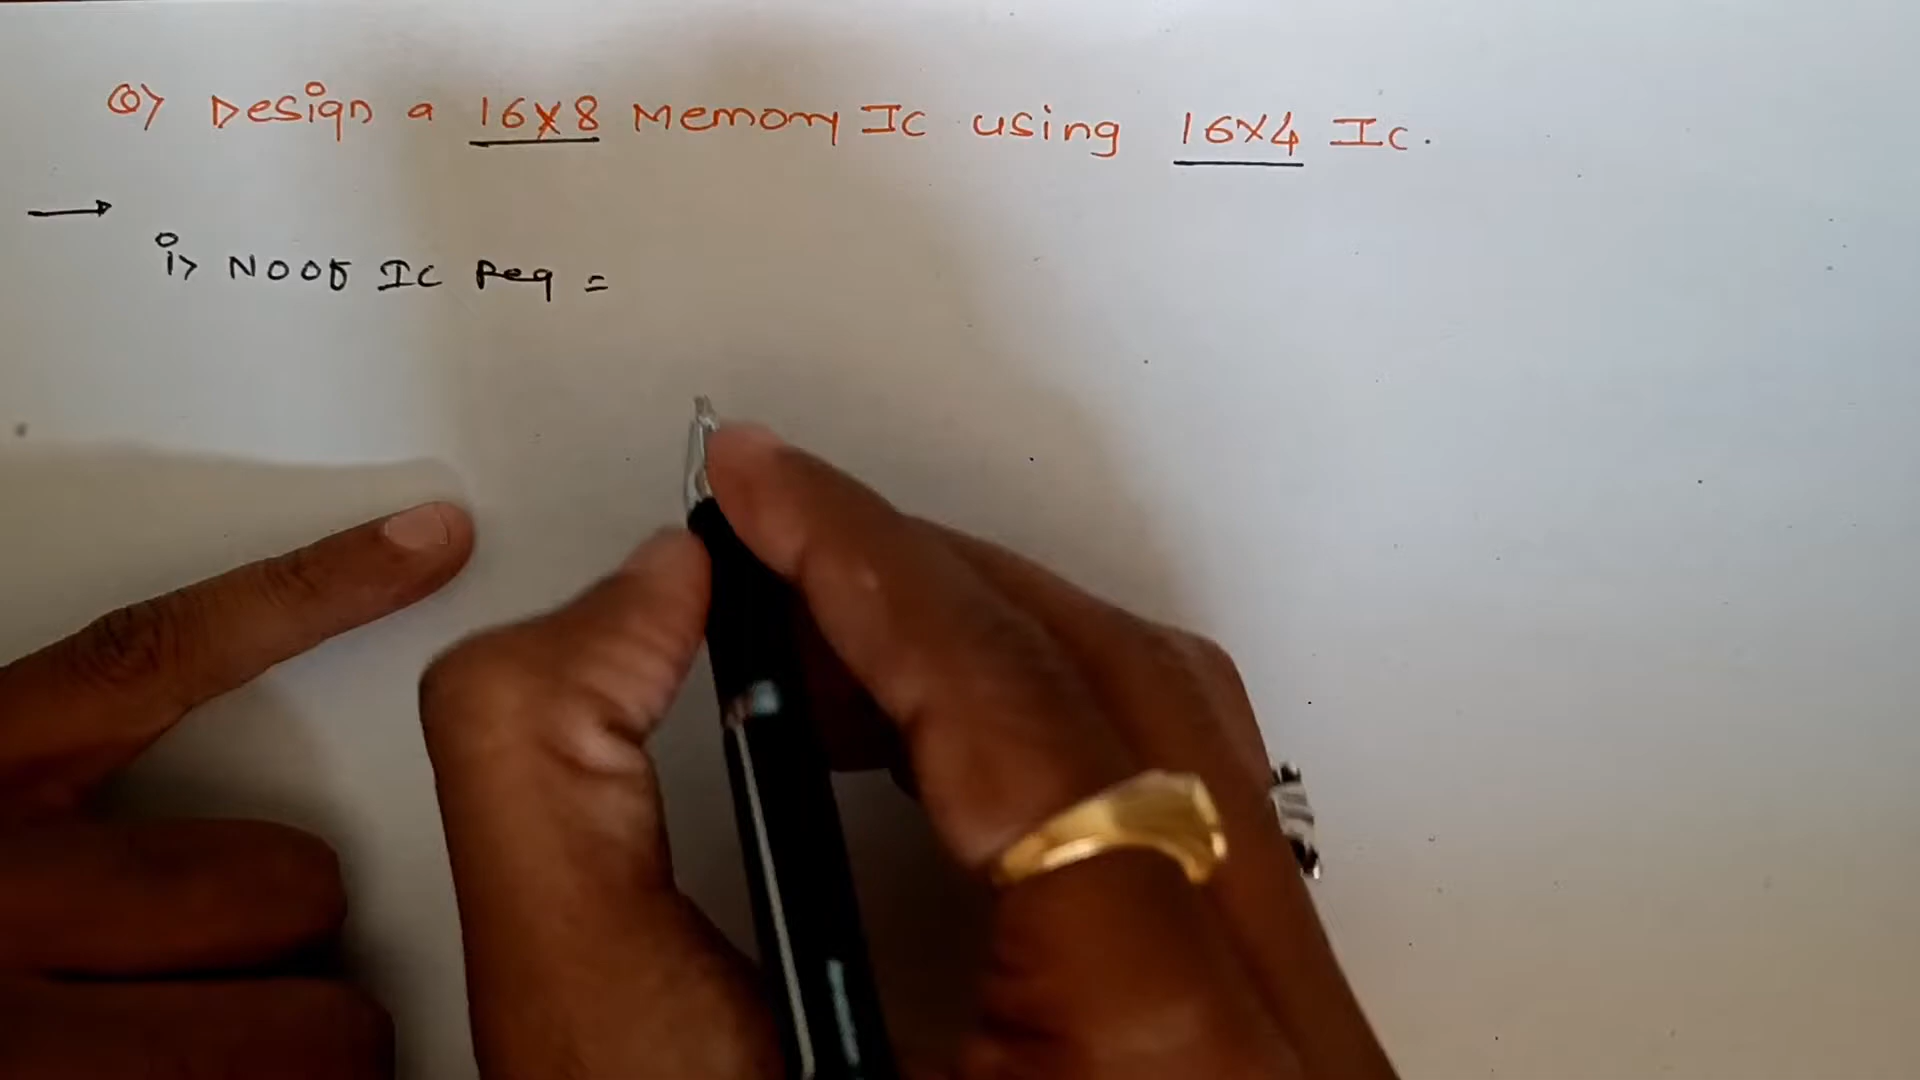 Q> Design a 16x8 Memory Ic using 16x4 Ic.
i> No of IC Req =